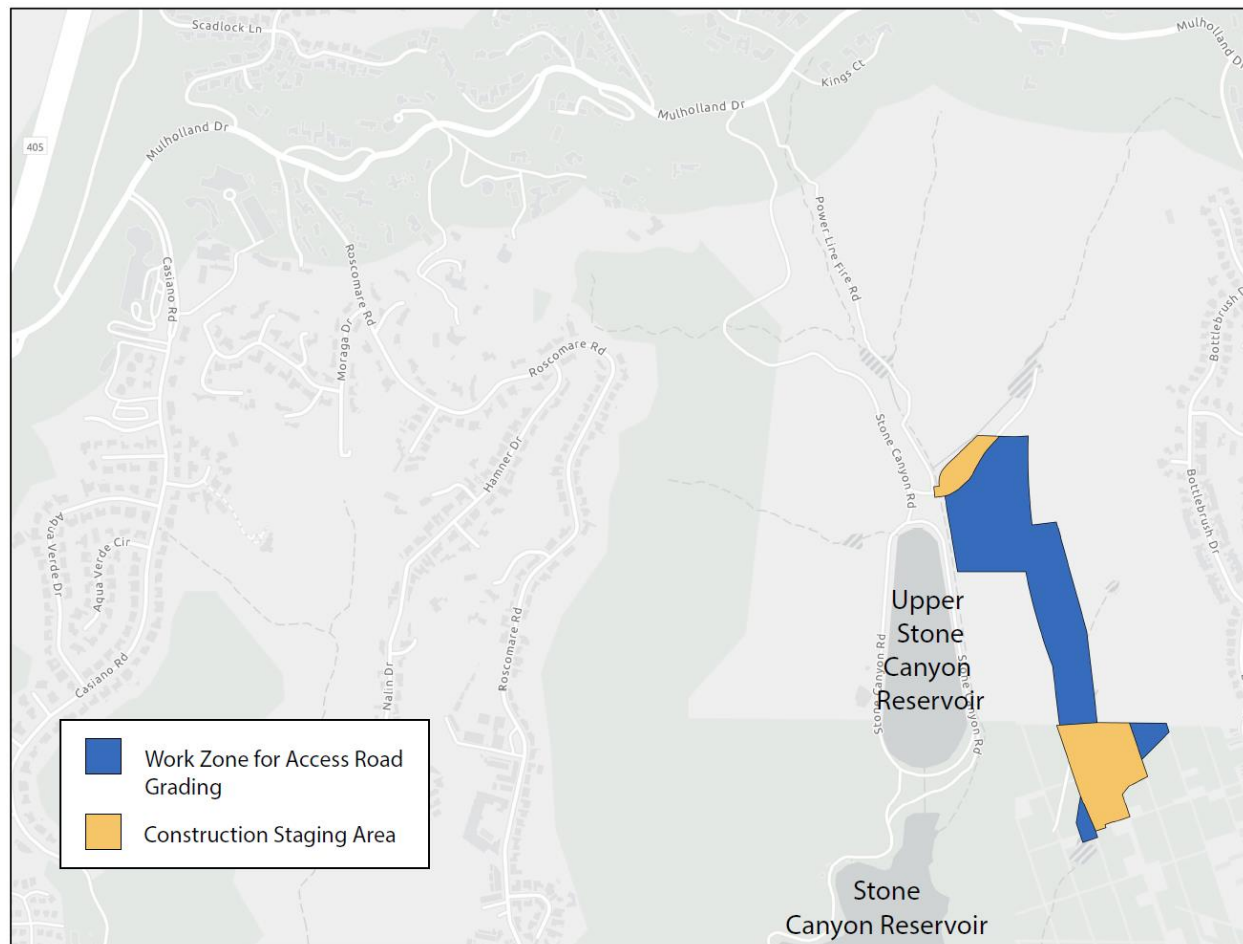 Scadlock Ln
Mulholland Dr
Kings Ct
Mulholland Dr
405
Mulholland Dr
Power Line Fire Rd
Casiano Rd
Roscomare Rd
Bottlebrush D
Moraga Dr
Roscomare Rd
Stone Canyon Rd
Hamner Dr
Bottlebrush Dr
Aqua Verde Dr
Aqua Verde Cir
Upper
Stone
Canyon
Reservoir
Stone Canyon Rd
Stone Canyon Rd
Roscomare Rd
Nalin Dr
Casiano Rd
Work Zone for Access Road
Grading
Construction Staging Area
Stone
Canyon Reservoir